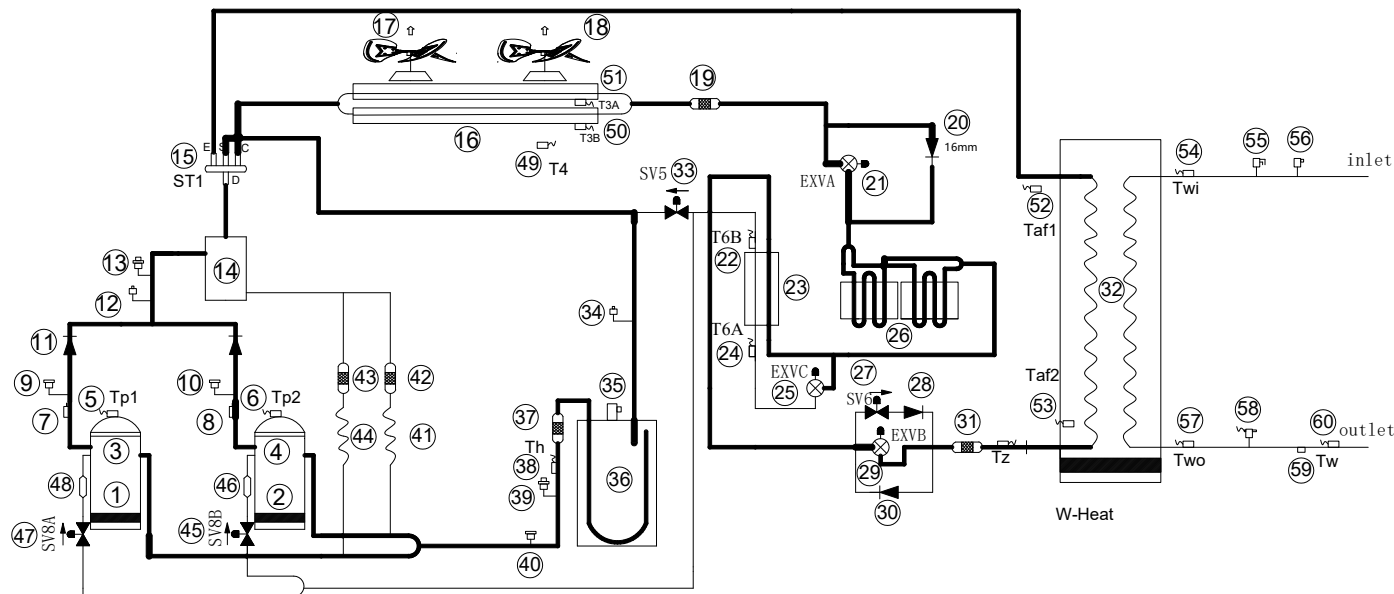 17
18
51
19
T3A
16
T3B
50
20
16mm
49
T4
15
E S C
D
ST1
SV5
33
EXVA
21
54
55
56
inlet
Twi
52
Taf1
T6B
22
23
13
14
12
34
26
32
11
T6A
24
9
10
43
42
35
EXVC
25
27
28
SV6
Taf2
53
5
Tp1
6
Tp2
7
8
37
EXVB
31
57
58
60
outlet
3
4
44
41
Th
38
29
Tz
Two
59
Tw
48
1
46
2
39
36
30
W-Heat
47
SV8A
45
SV8B
40